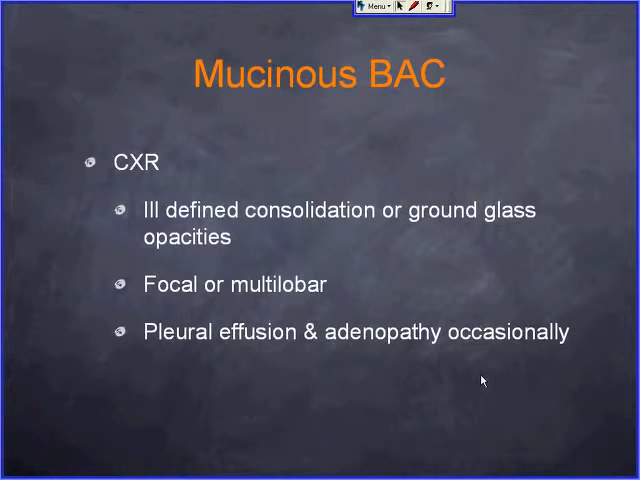 Menu
Mucinous BAC
CXR
Ill defined consolidation or ground glass
opacities
Focal or multilobar
Pleural effusion & adenopathy occasionally